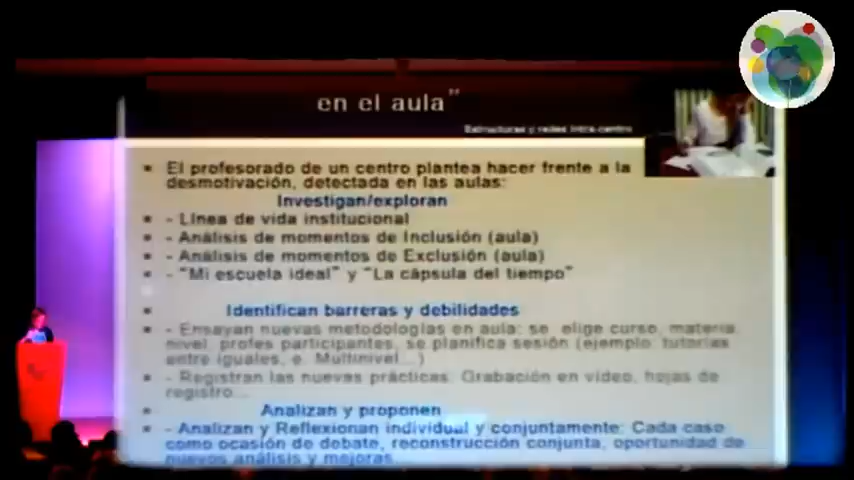 en el aula"
Estructuras y redes intra-centro
El profesorado de un centro plantea hacer frente a la
desmotivación, detectada en las aulas:
Investigan/exploran
- Línea de vida institucional
- Análisis de momentos de Inclusión (aula)
- Análisis de momentos de Exclusión (aula)
- "Mi escuela ideal" y "La cápsula del tiempo"
Identifican barreras y debilidades
- Ensayan nuevas metodologías en aula: se elige curso, materia,
nivel, profes participantes, se planifica sesión (ejemplo: tutorías
entre iguales, e. Multinivel...)
- Registran las nuevas prácticas: Grabación en vídeo, hojas de
registro...
Analizan y proponen
- Analizan y Reflexionan individual y conjuntamente: Cada caso
como ocasión de debate, reconstrucción conjunta, oportunidad de
nuevos análisis y mejoras